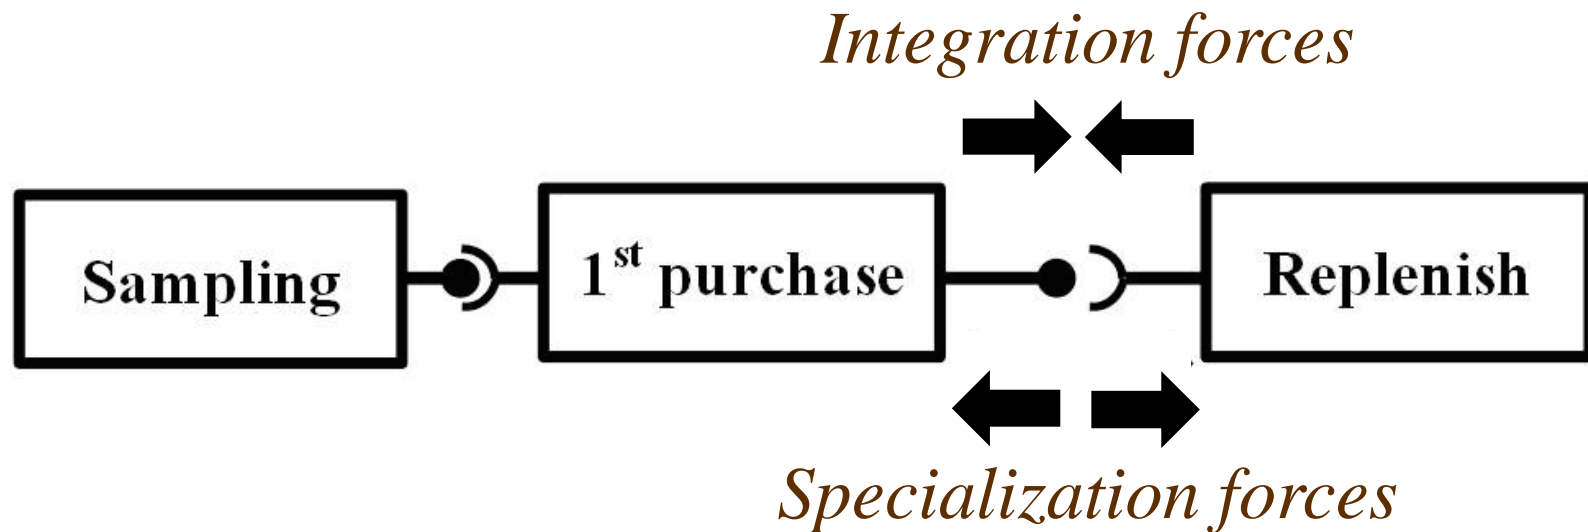 Integration forces
Sampling
1st purchase
Replenish
Specialization forces